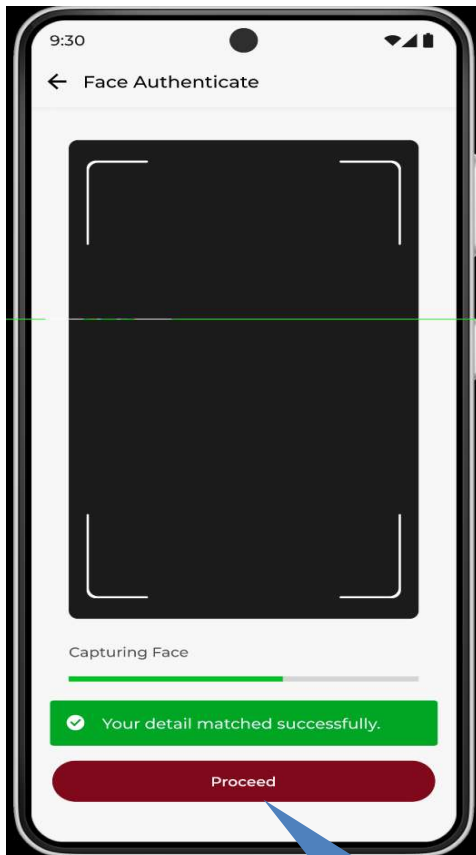 9:30
Face Authenticate
Capturing Face
Your detail matched successfully.
Proceed